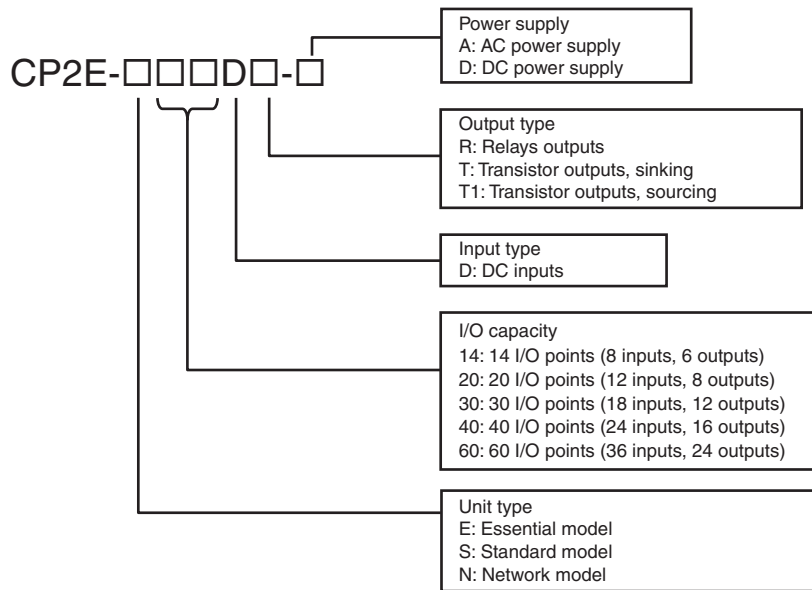 CP2E-□□□D□-□
Power supply
A: AC power supply
D: DC power supply
Output type
R: Relays outputs
T: Transistor outputs, sinking
T1: Transistor outputs, sourcing
Input type
D: DC inputs
I/O capacity
14: 14 I/O points (8 inputs, 6 outputs)
20: 20 I/O points (12 inputs, 8 outputs)
30: 30 I/O points (18 inputs, 12 outputs)
40: 40 I/O points (24 inputs, 16 outputs)
60: 60 I/O points (36 inputs, 24 outputs)
Unit type
E: Essential model
S: Standard model
N: Network model